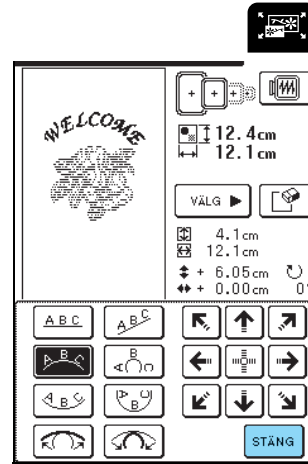 WELCOME
12.4cm
12.1cm
VÄLG
4.1cm
12.1cm
+ 6.05cm
+ 0.00cm 0°
ABC ABC
ABC ABC
ABC ABC
STÄNG